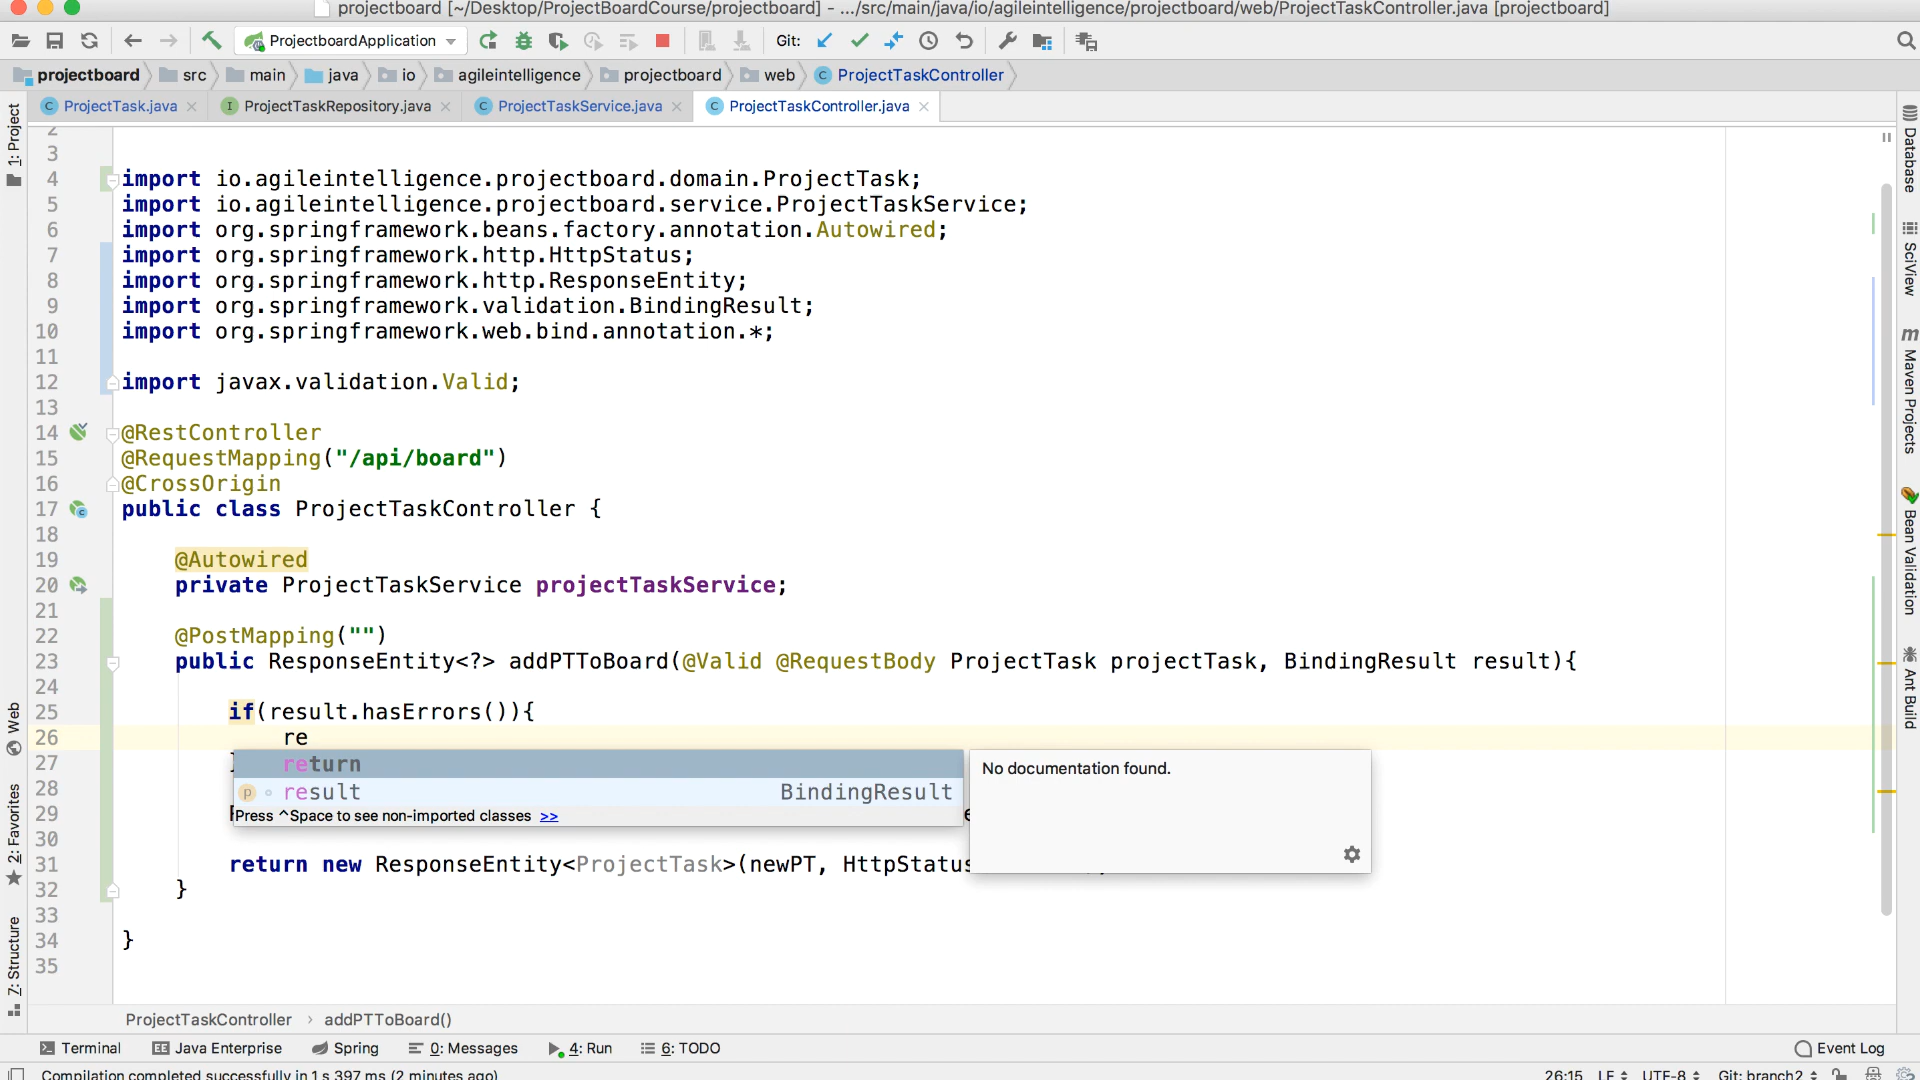 projectboard [~/Desktop/ProjectBoardCourse/projectboard] - .../src/main/java/io/agileintelligence/projectboard/web/ProjectTaskController.java [projectboard]
ProjectboardApplication Git:
projectboard src main java io agileintelligence projectboard web ProjectTaskController
ProjectTask.java ProjectTaskRepository.java ProjectTaskService.java ProjectTaskController.java
1: Project
Web
2: Favorites
Z: Structure
2
3
4 import io.agileintelligence.projectboard.domain.ProjectTask;
5 import io.agileintelligence.projectboard.service.ProjectTaskService;
6 import org.springframework.beans.factory.annotation.Autowired;
7 import org.springframework.http.HttpStatus;
8 import org.springframework.http.ResponseEntity;
9 import org.springframework.validation.BindingResult;
10 import org.springframework.web.bind.annotation.*;
11
12 import javax.validation.Valid;
13
14 @RestController
15 @RequestMapping("/api/board")
16 @CrossOrigin
17 public class ProjectTaskController {
18
19 @Autowired
20 private ProjectTaskService projectTaskService;
21
22 @PostMapping("")
23 public ResponseEntity<?> addPTToBoard(@Valid @RequestBody ProjectTask projectTask, BindingResult result){
24
25 if(result.hasErrors()){
26 re
27
return
28
p result BindingResult
29
Press ^Space to see non-imported classes >>
No documentation found.
30
31 return new ResponseEntity<ProjectTask>(newPT, HttpStatus
32 }
33
34 }
35
Database
SciView
Maven Projects
Bean Validation
Ant Build
ProjectTaskController › addPTToBoard()
Terminal Java Enterprise Spring 0: Messages 4: Run 6: TODO Event Log
Compilation completed successfully in 1 s 397 ms (2 minutes ago) 26:15 LF UTF-8 Git: branch2